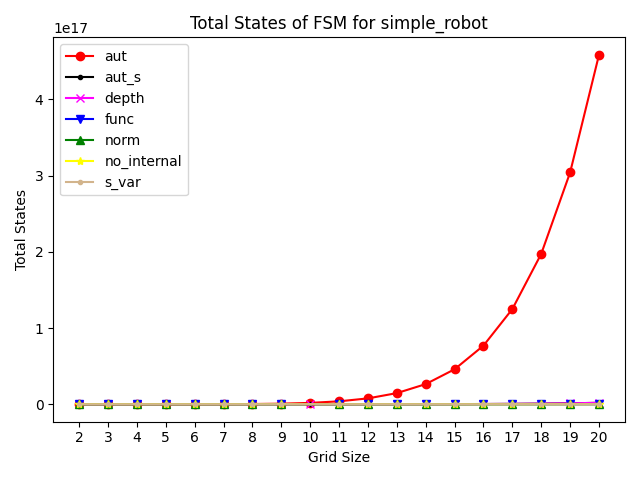 Total States of FSM for simple_robot
1e17
aut
aut_s
depth
func
norm
no_internal
s_var
Total States
4
3
2
1
0
2 3 4 5 6 7 8 9 10 11 12 13 14 15 16 17 18 19 20
Grid Size